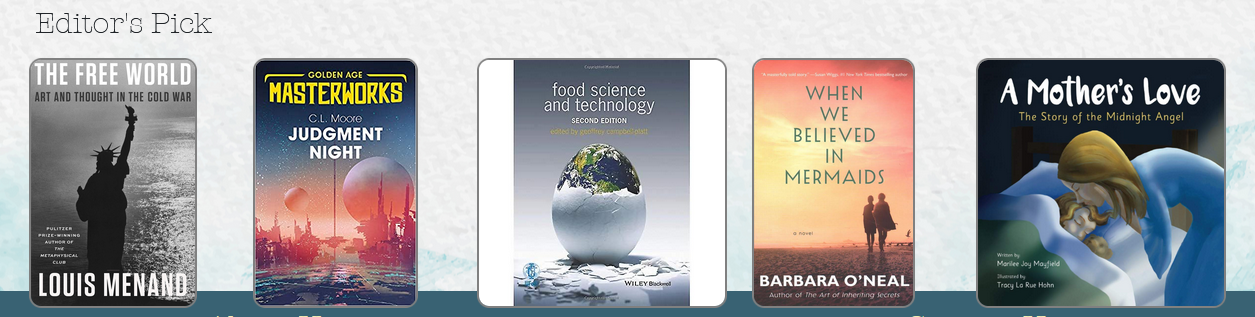 Editor's Pick
THE FREE WORLD
ART AND THOUGHT IN THE COLD WAR
PULITZER
PRIZE-WINNING
AUTHOR OF
THE
METAPHYSICAL
CLUB
LOUIS MENAND
GOLDEN AGE
MASTERWORKS
C.L. Moore
JUDGMENT
NIGHT
food science
and technology
SECOND EDITION
edited by geoffrey campbell-platt
WILEY Blackwell
WHEN
WE
BELIEVED
IN
MERMAIDS
a novel
BARBARA O'NEAL
Author of The Art of Inheriting Secrets
A Mother's Love
The Story of the Midnight Angel
Written by
Marilee Joy Mayfield
Illustrated by
Tracy La Rue Hohn